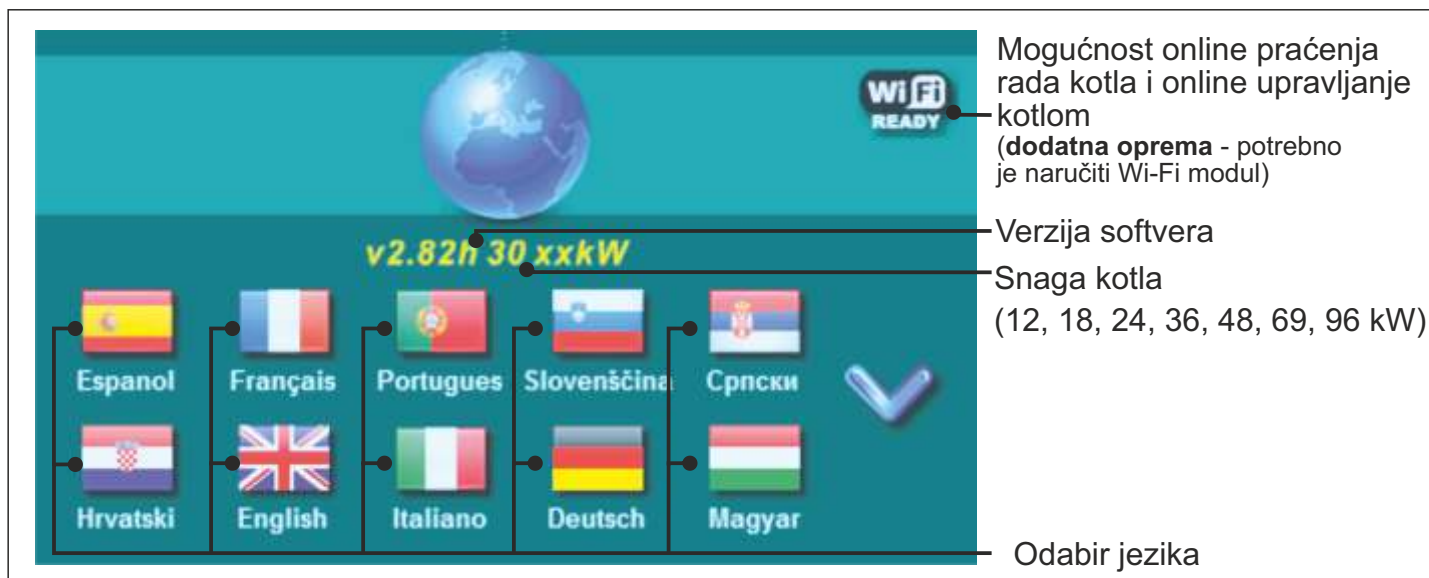 Wi Fi
READY
Mogućnost online praćenja
rada kotla i online upravljanje
kotlom
(dodatna oprema - potrebno
je naručiti Wi-Fi modul)
v2.82h 30 xxkW
Verzija softvera
Snaga kotla
(12, 18, 24, 36, 48, 69, 96 kW)
Espanol Français Portugues Slovenščina Српски
Hrvatski English Italiano Deutsch Magyar
Odabir jezika